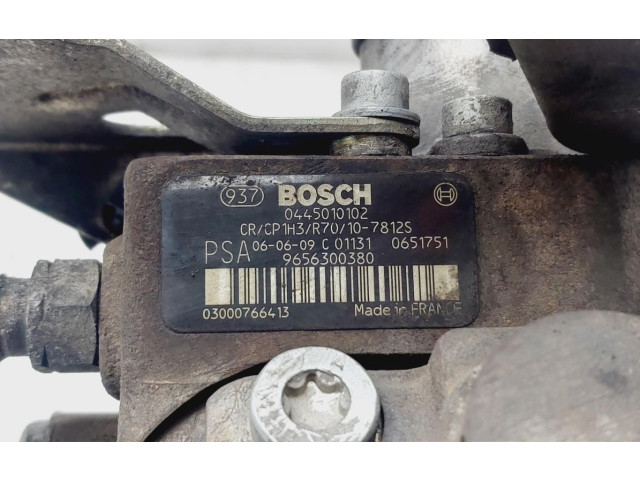 937 BOSCH
0445010102
CR/CP1H3/R70/10-7812S
PSA 06-06-09 C 01131 0651751
9656300380
03000766413 Made in FRANCE